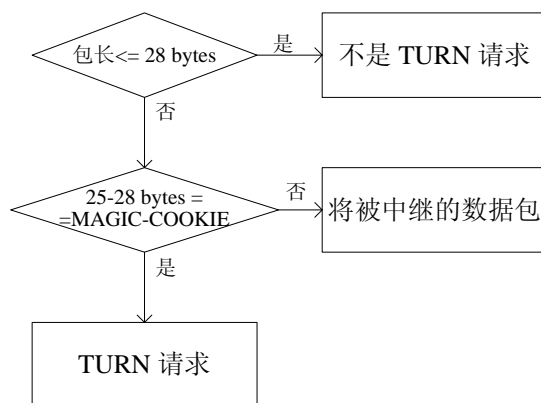 包长<= 28 bytes
是
不是 TURN 请求
否
25-28 bytes =
=MAGIC-COOKIE
否
将被中继的数据包
是
TURN 请求